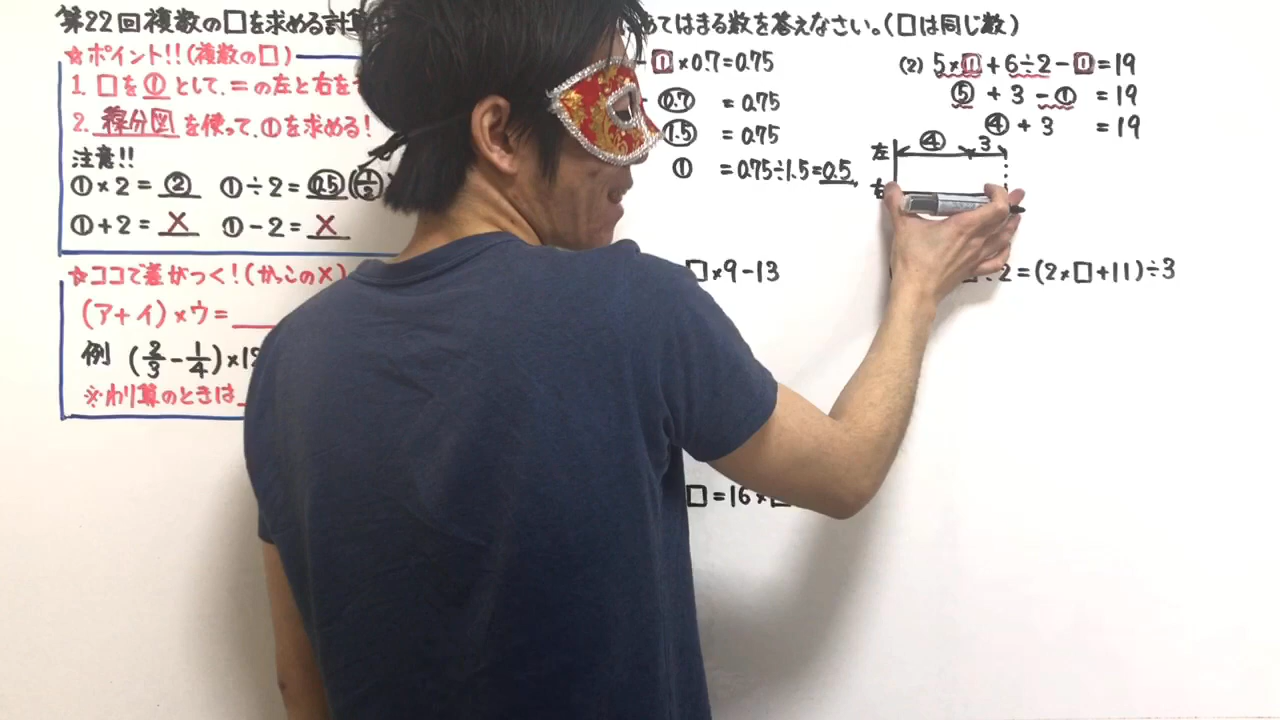 第22回複数の□を求める計算
☆ポイント!!(複数の□)
1. □を①として、=の左と右を
2. 線分図を使って、①を求める!
注意!!
①×2=② ①÷2=0.5(1/2)
①+2=× ①-2=×
☆ココで差がつく!(かっこの×)
(ア+イ)×ウ=
例 (2/3-1/4)×12
※わり算のときは
てはまる数を答えなさい。(□は同じ数)
①×0.7=0.75
0.7 =0.75
1.5 =0.75
① =0.75÷1.5=0.5
□×9-13
□=16×
(2) 5×①+6÷2-①=19
⑤+3-①=19
④+3 =19
左 ④ 3
右
÷2=(2×□+11)÷3